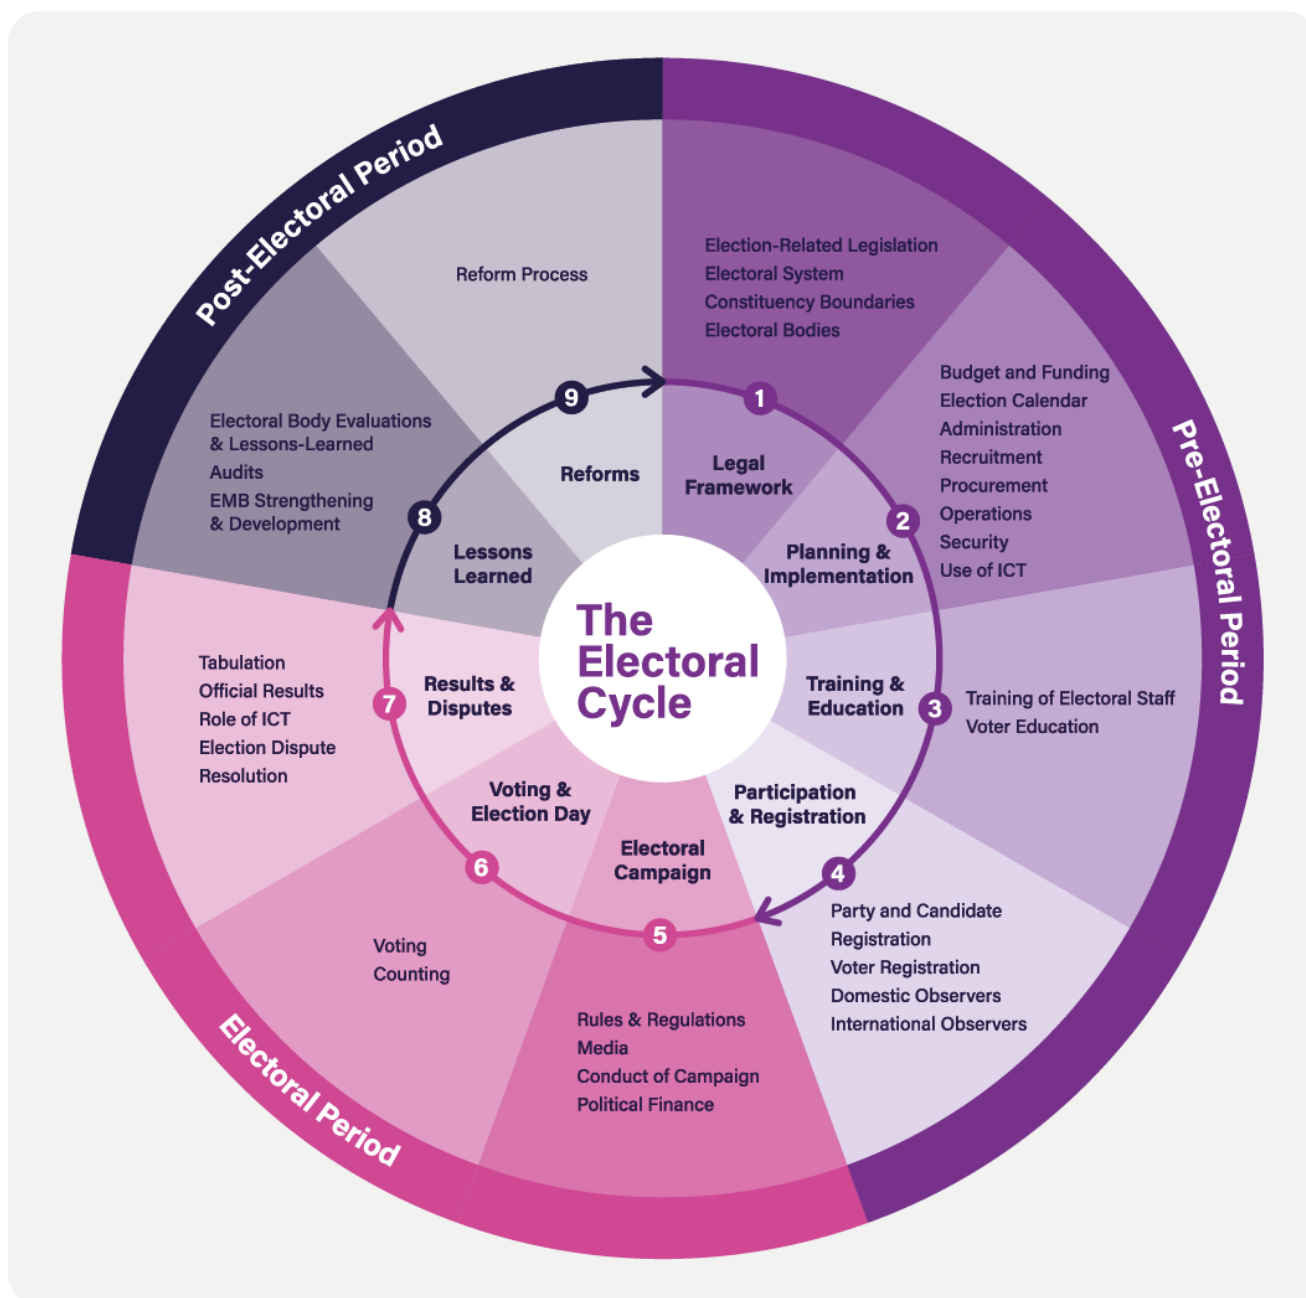 The
Electoral
Cycle
Pre-Electoral Period
1
Legal
Framework
Election-Related Legislation
Electoral System
Constituency Boundaries
Electoral Bodies
2
Planning &
Implementation
Budget and Funding
Election Calendar
Administration
Recruitment
Procurement
Operations
Security
Use of ICT
3
Training &
Education
Training of Electoral Staff
Voter Education
4
Participation
& Registration
Party and Candidate
Registration
Voter Registration
Domestic Observers
International Observers
Electoral Period
5
Electoral
Campaign
Rules & Regulations
Media
Conduct of Campaign
Political Finance
6
Voting &
Election Day
Voting
Counting
7
Results &
Disputes
Tabulation
Official Results
Role of ICT
Election Dispute
Resolution
Post-Electoral Period
8
Lessons
Learned
Electoral Body Evaluations
& Lessons-Learned
Audits
EMB Strengthening
& Development
9
Reforms
Reform Process